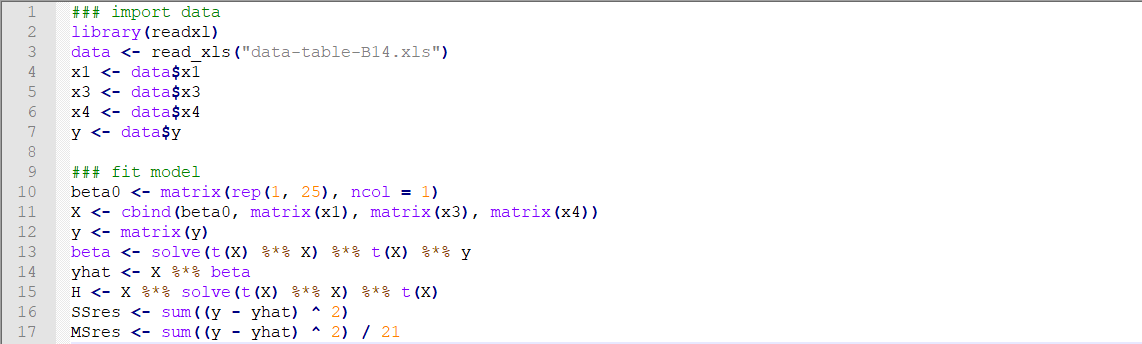 1 ### import data
2 library(readxl)
3 data <- read_xls("data-table-B14.xls")
4 x1 <- data$x1
5 x3 <- data$x3
6 x4 <- data$x4
7 y <- data$y
8
9 ### fit model
10 beta0 <- matrix(rep(1, 25), ncol = 1)
11 X <- cbind(beta0, matrix(x1), matrix(x3), matrix(x4))
12 y <- matrix(y)
13 beta <- solve(t(X) %*% X) %*% t(X) %*% y
14 yhat <- X %*% beta
15 H <- X %*% solve(t(X) %*% X) %*% t(X)
16 SSres <- sum((y - yhat) ^ 2)
17 MSres <- sum((y - yhat) ^ 2) / 21